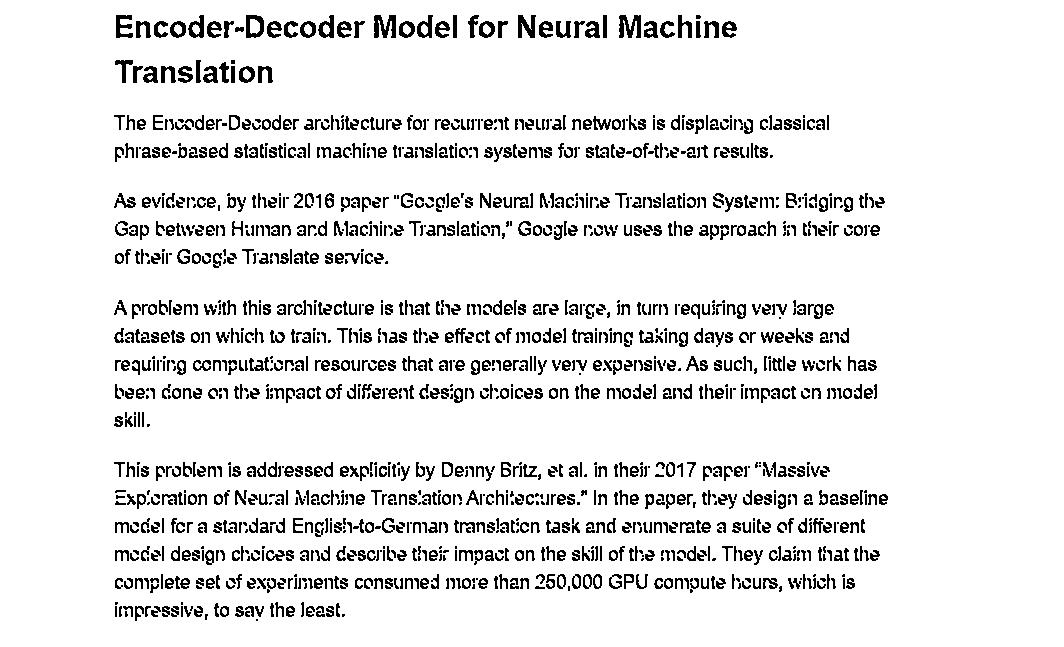 Encoder-Decoder Model for Neural Machine
Translation
The Encoder-Decoder architecture for recurrent neural networks is displacing classical
phrase-based statistical machine translation systems for state-of-the-art results.
As evidence, by their 2016 paper “Google’s Neural Machine Translation System: Bridging the
Gap between Human and Machine Translation,” Google now uses the approach in their core
of their Google Translate service.
A problem with this architecture is that the models are large, in turn requiring very large
datasets on which to train. This has the effect of model training taking days or weeks and
requiring computational resources that are generally very expensive. As such, little work has
been done on the impact of different design choices on the model and their impact on model
skill.
This problem is addressed explicitly by Denny Britz, et al. in their 2017 paper “Massive
Exploration of Neural Machine Translation Architectures.” In the paper, they design a baseline
model for a standard English-to-German translation task and enumerate a suite of different
model design choices and describe their impact on the skill of the model. They claim that the
complete set of experiments consumed more than 250,000 GPU compute hours, which is
impressive, to say the least.